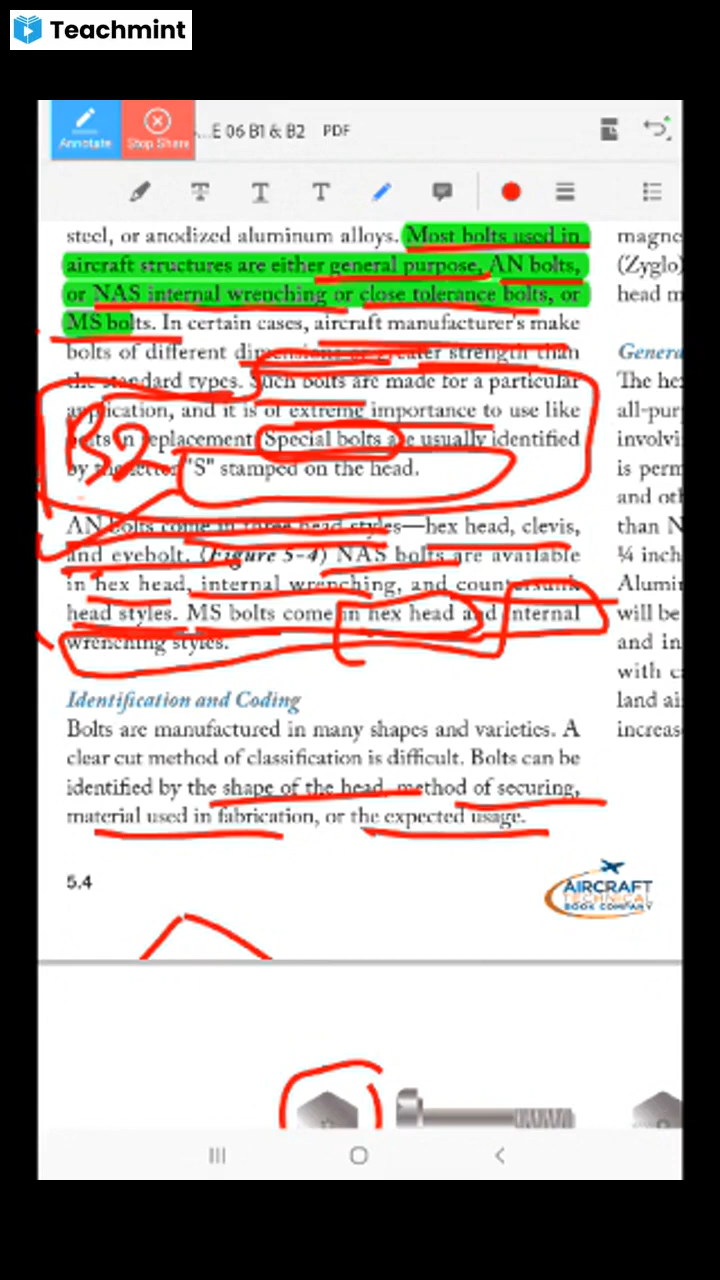 Teachmint
Annotate
Stop Share
...E 06 B1 & B2 PDF
steel, or anodized aluminum alloys. Most bolts used in
aircraft structures are either general purpose, AN bolts,
or NAS internal wrenching or close tolerance bolts, or
MS bolts. In certain cases, aircraft manufacturer's make
bolts of different dimensions or greater strength than
the standard types. Such bolts are made for a particular
application, and it is of extreme importance to use like
bolts in replacement. Special bolts are usually identified
by the letter "S" stamped on the head.
B2
AN bolts come in three head styles—hex head, clevis,
and eyebolt. (Figure 5-4) NAS bolts are available
in hex head, internal wrenching, and countersunk
head styles. MS bolts come in hex head and internal
wrenching styles.
Identification and Coding
Bolts are manufactured in many shapes and varieties. A
clear cut method of classification is difficult. Bolts can be
identified by the shape of the head, method of securing,
material used in fabrication, or the expected usage.
5.4
AIRCRAFT
TECHNICAL
BOOK COMPANY
magne
(Zyglo)
head m
Genera
The hex
all-pur
involvi
is perm
and oth
than N
¼ inch
Alumin
will be
and in
with c
land ai
increas